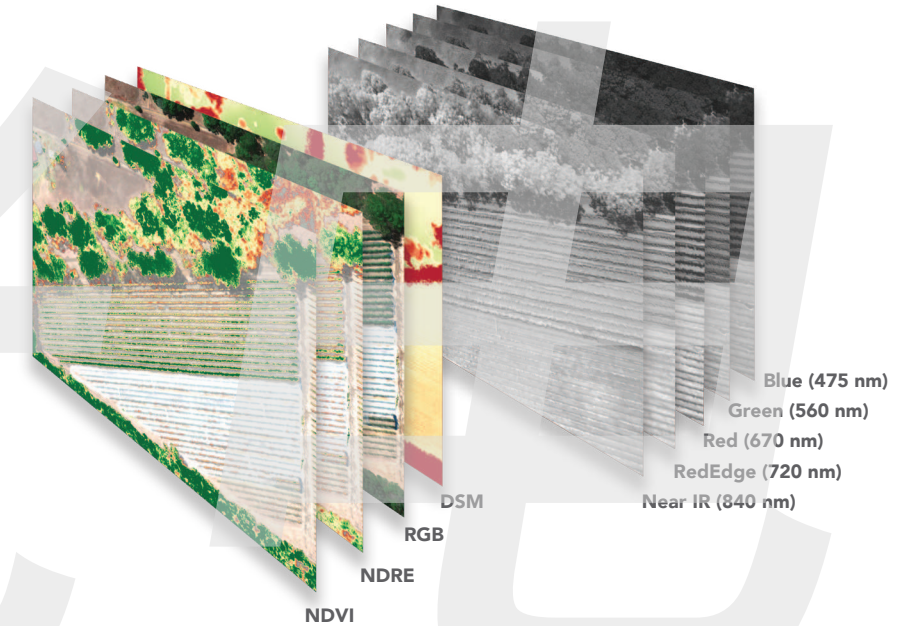 Blue (475 nm)
Green (560 nm)
Red (670 nm)
RedEdge (720 nm)
Near IR (840 nm)
DSM
RGB
NDRE
NDVI